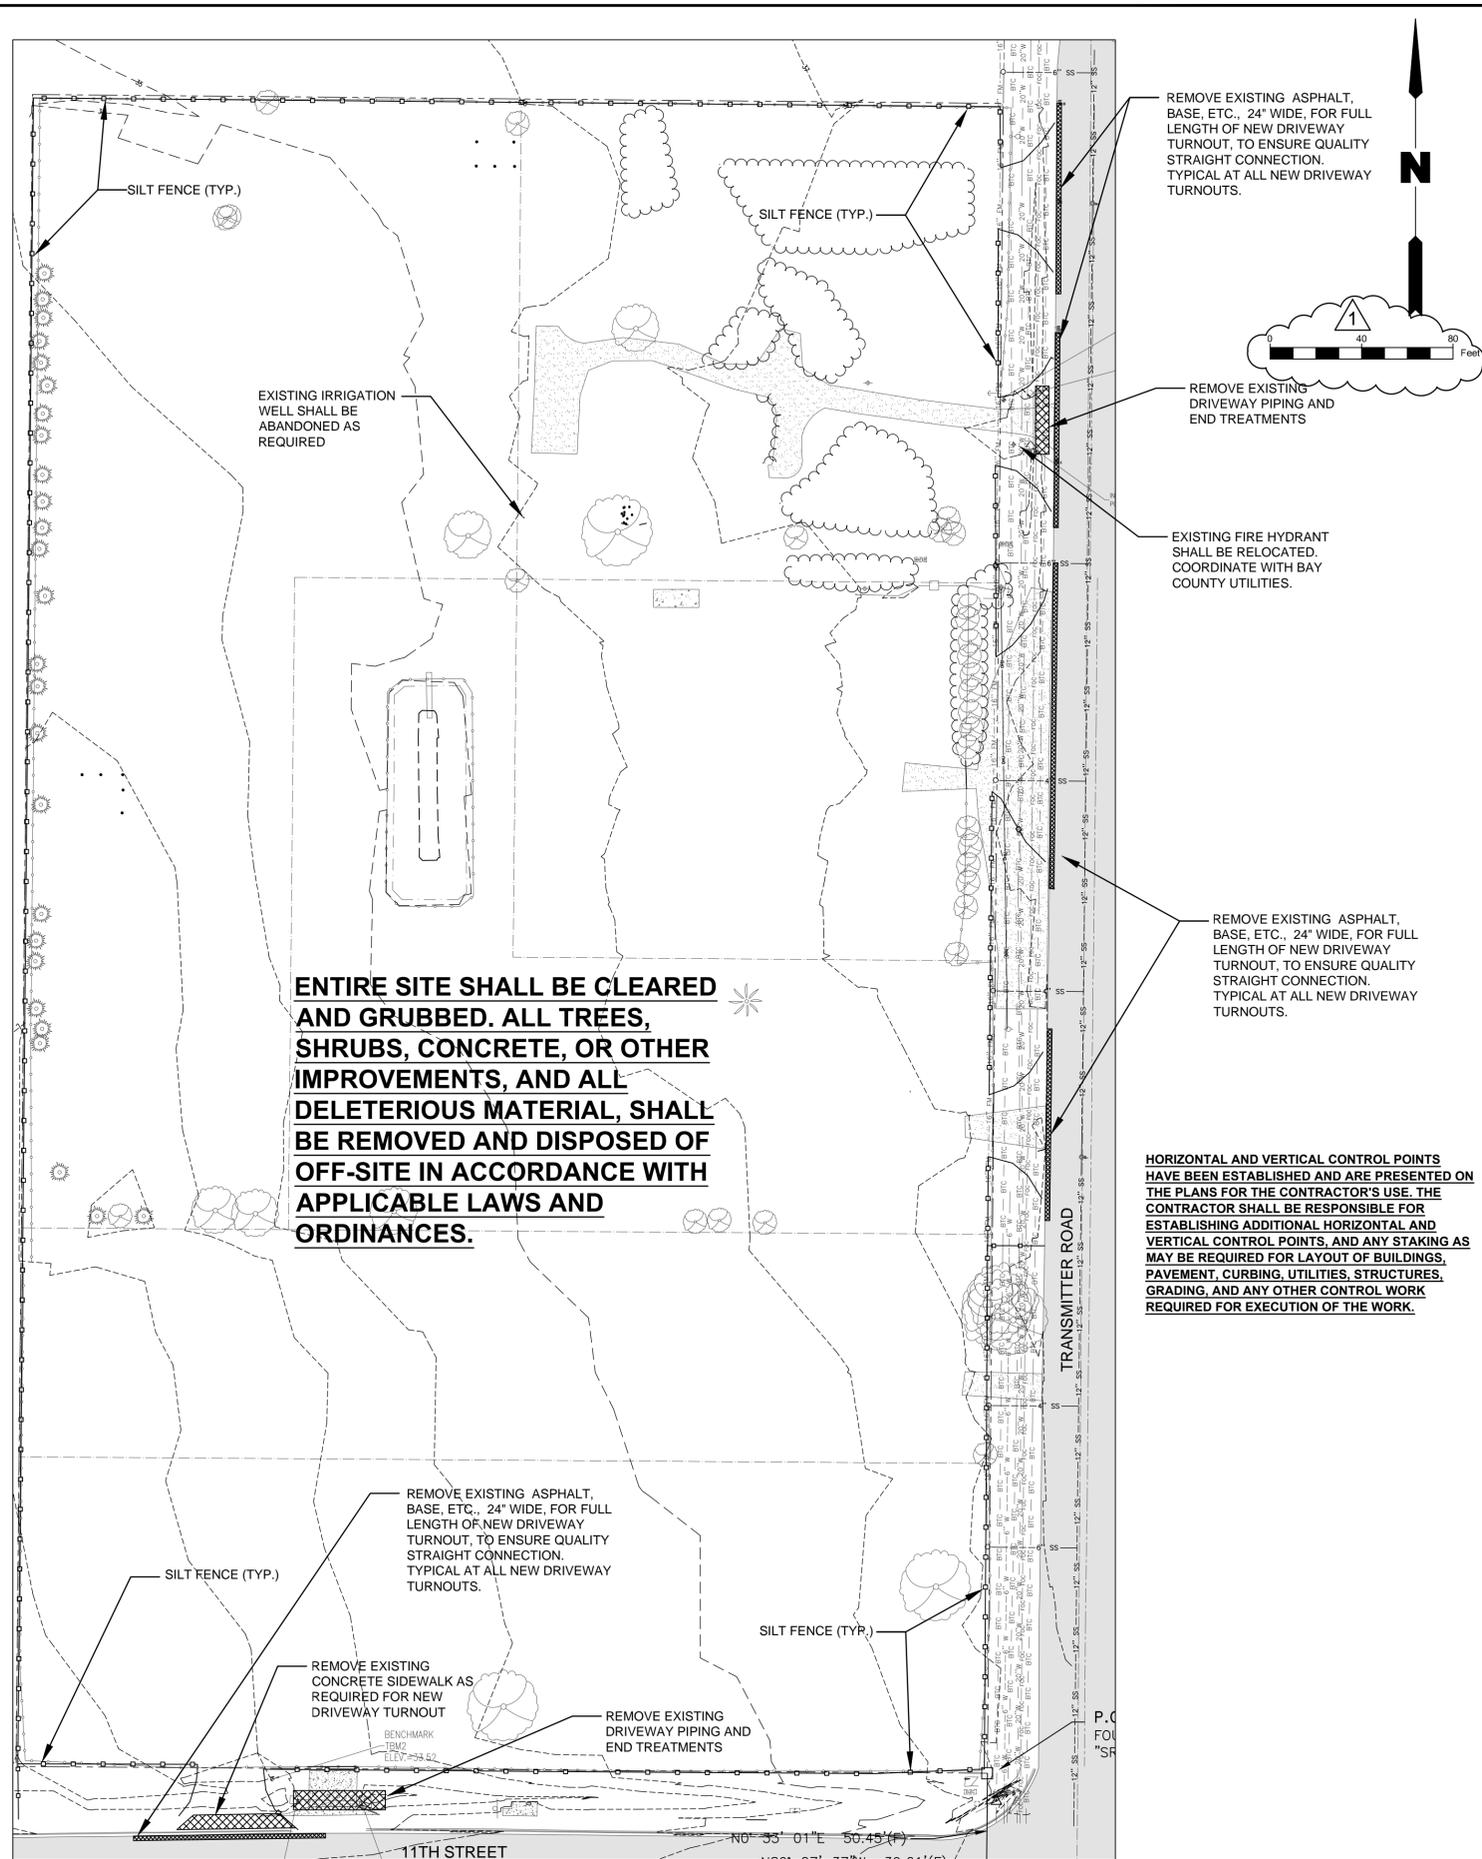 REMOVE EXISTING ASPHALT,
BASE, ETC., 24" WIDE, FOR FULL
LENGTH OF NEW DRIVEWAY
TURNOUT, TO ENSURE QUALITY
STRAIGHT CONNECTION.
TYPICAL AT ALL NEW DRIVEWAY
TURNOUTS.
N
1
0 40 80
Feet
SILT FENCE (TYP.)
SILT FENCE (TYP.)
EXISTING IRRIGATION
WELL SHALL BE
ABANDONED AS
REQUIRED
REMOVE EXISTING
DRIVEWAY PIPING AND
END TREATMENTS
EXISTING FIRE HYDRANT
SHALL BE RELOCATED.
COORDINATE WITH BAY
COUNTY UTILITIES.
REMOVE EXISTING ASPHALT,
BASE, ETC., 24" WIDE, FOR FULL
LENGTH OF NEW DRIVEWAY
TURNOUT, TO ENSURE QUALITY
STRAIGHT CONNECTION.
TYPICAL AT ALL NEW DRIVEWAY
TURNOUTS.
ENTIRE SITE SHALL BE CLEARED
AND GRUBBED. ALL TREES,
SHRUBS, CONCRETE, OR OTHER
IMPROVEMENTS, AND ALL
DELETERIOUS MATERIAL, SHALL
BE REMOVED AND DISPOSED OF
OFF-SITE IN ACCORDANCE WITH
APPLICABLE LAWS AND
ORDINANCES.
HORIZONTAL AND VERTICAL CONTROL POINTS
HAVE BEEN ESTABLISHED AND ARE PRESENTED ON
THE PLANS FOR THE CONTRACTOR'S USE. THE
CONTRACTOR SHALL BE RESPONSIBLE FOR
ESTABLISHING ADDITIONAL HORIZONTAL AND
VERTICAL CONTROL POINTS, AND ANY STAKING AS
MAY BE REQUIRED FOR LAYOUT OF BUILDINGS,
PAVEMENT, CURBING, UTILITIES, STRUCTURES,
GRADING, AND ANY OTHER CONTROL WORK
REQUIRED FOR EXECUTION OF THE WORK.
TRANSMITTER ROAD
REMOVE EXISTING ASPHALT,
BASE, ETC., 24" WIDE, FOR FULL
LENGTH OF NEW DRIVEWAY
TURNOUT, TO ENSURE QUALITY
STRAIGHT CONNECTION.
TYPICAL AT ALL NEW DRIVEWAY
TURNOUTS.
SILT FENCE (TYP.)
SILT FENCE (TYP.)
REMOVE EXISTING
CONCRETE SIDEWALK AS
REQUIRED FOR NEW
DRIVEWAY TURNOUT
REMOVE EXISTING
DRIVEWAY PIPING AND
END TREATMENTS
BENCHMARK
TBM2
ELEV.=33.52
N0° 33' 01"E 50.45'(F)
11TH STREET